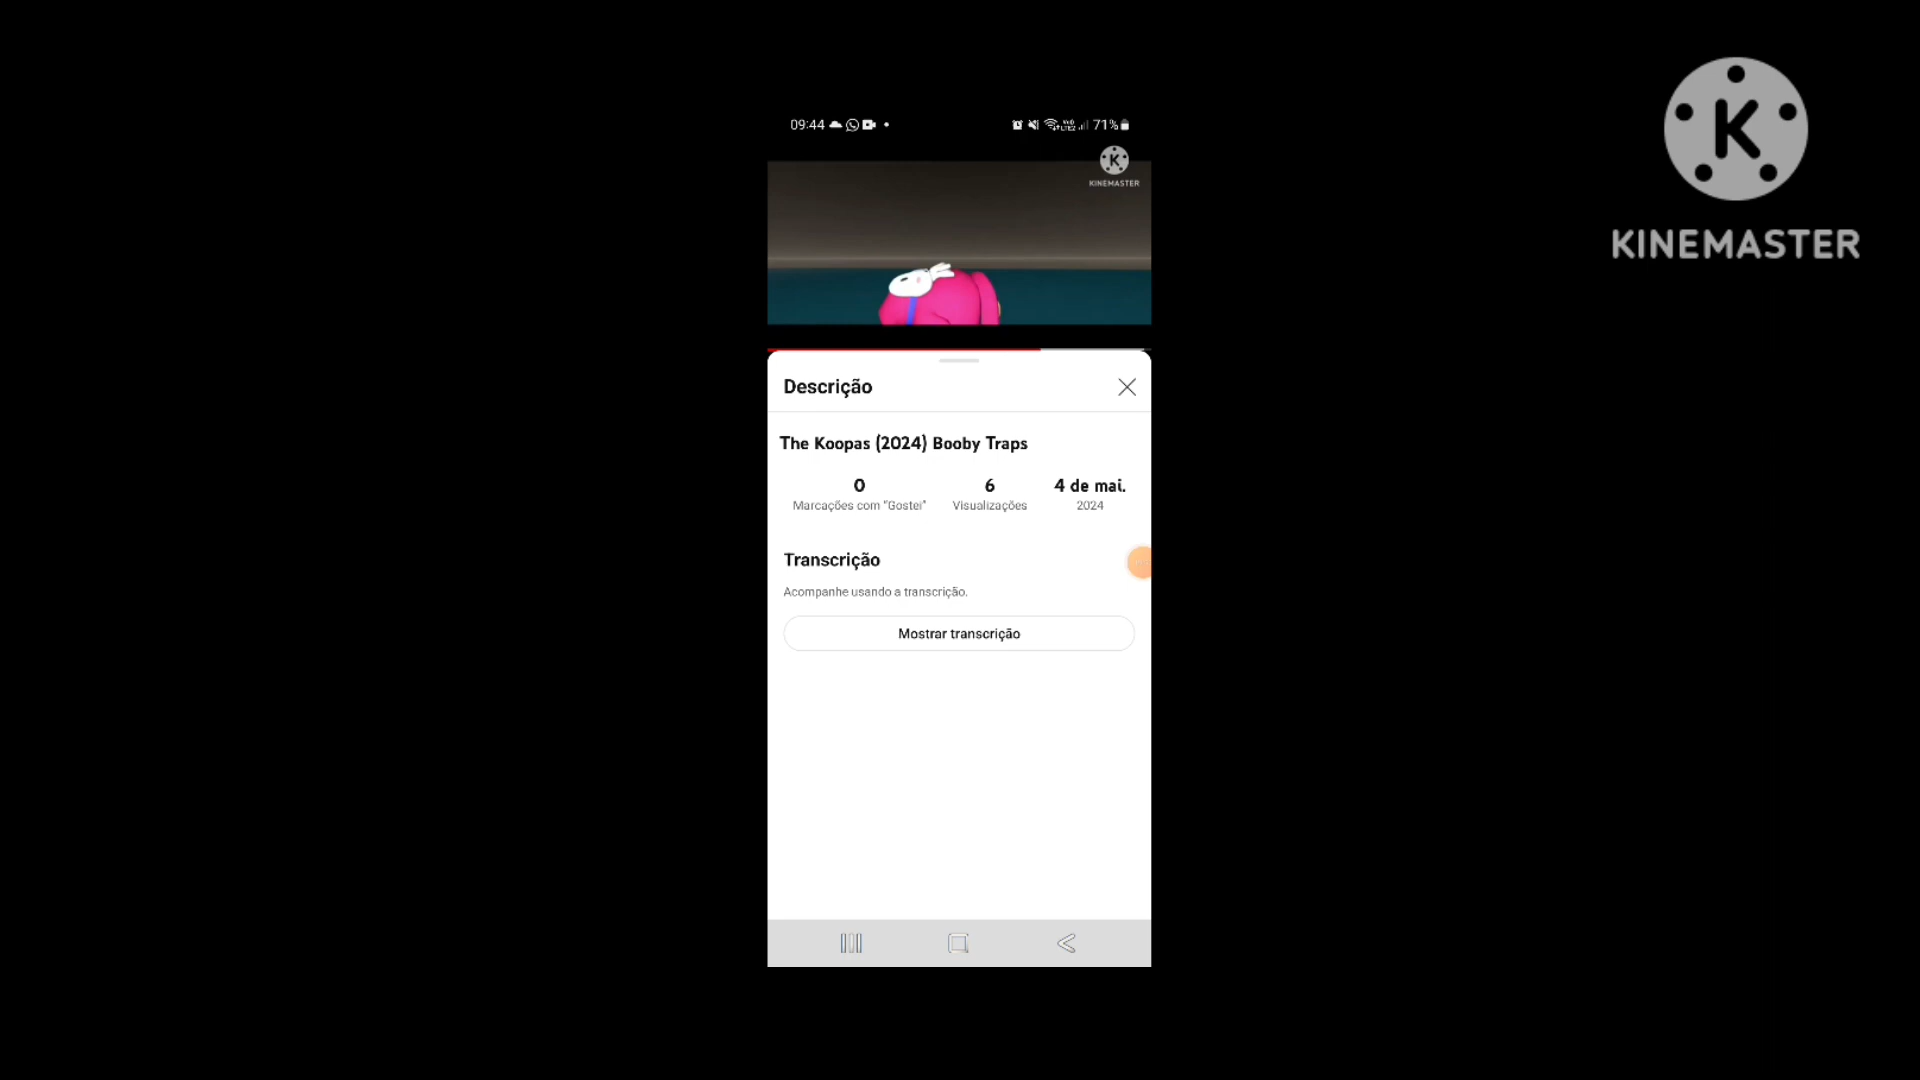 09:44
71%
K
KINEMASTER
K
KINEMASTER
Descrição
The Koopas (2024) Booby Traps
0 6 4 de mai.
Marcações com "Gostei" Visualizações 2024
Transcrição
Acompanhe usando a transcrição.
Mostrar transcrição